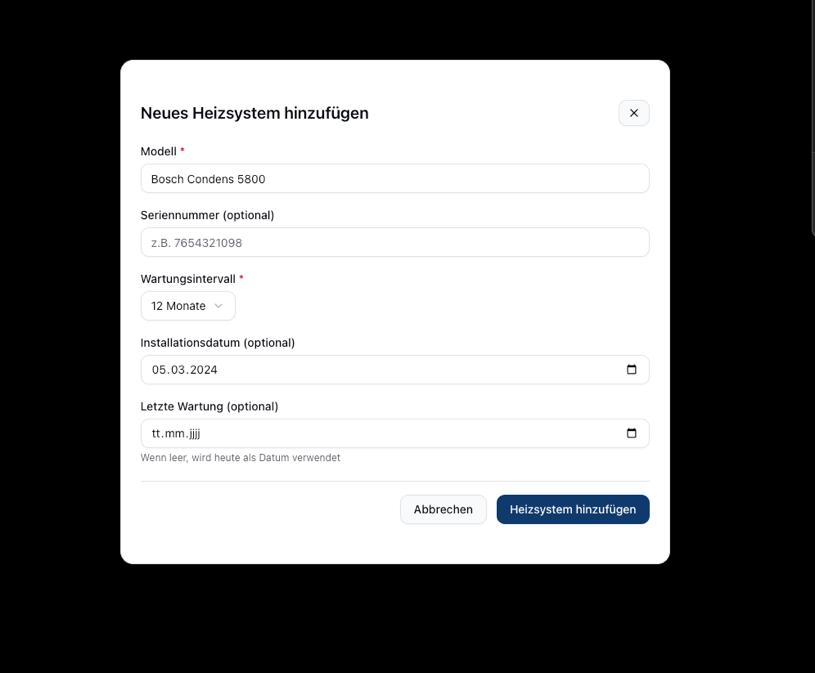 Neues Heizsystem hinzufügen
Modell *
Bosch Condens 5800
Seriennummer (optional)
z.B. 7654321098
Wartungsintervall *
12 Monate
Installationsdatum (optional)
05.03.2024
Letzte Wartung (optional)
tt.mm.jjjj
Wenn leer, wird heute als Datum verwendet
Abbrechen Heizsystem hinzufügen